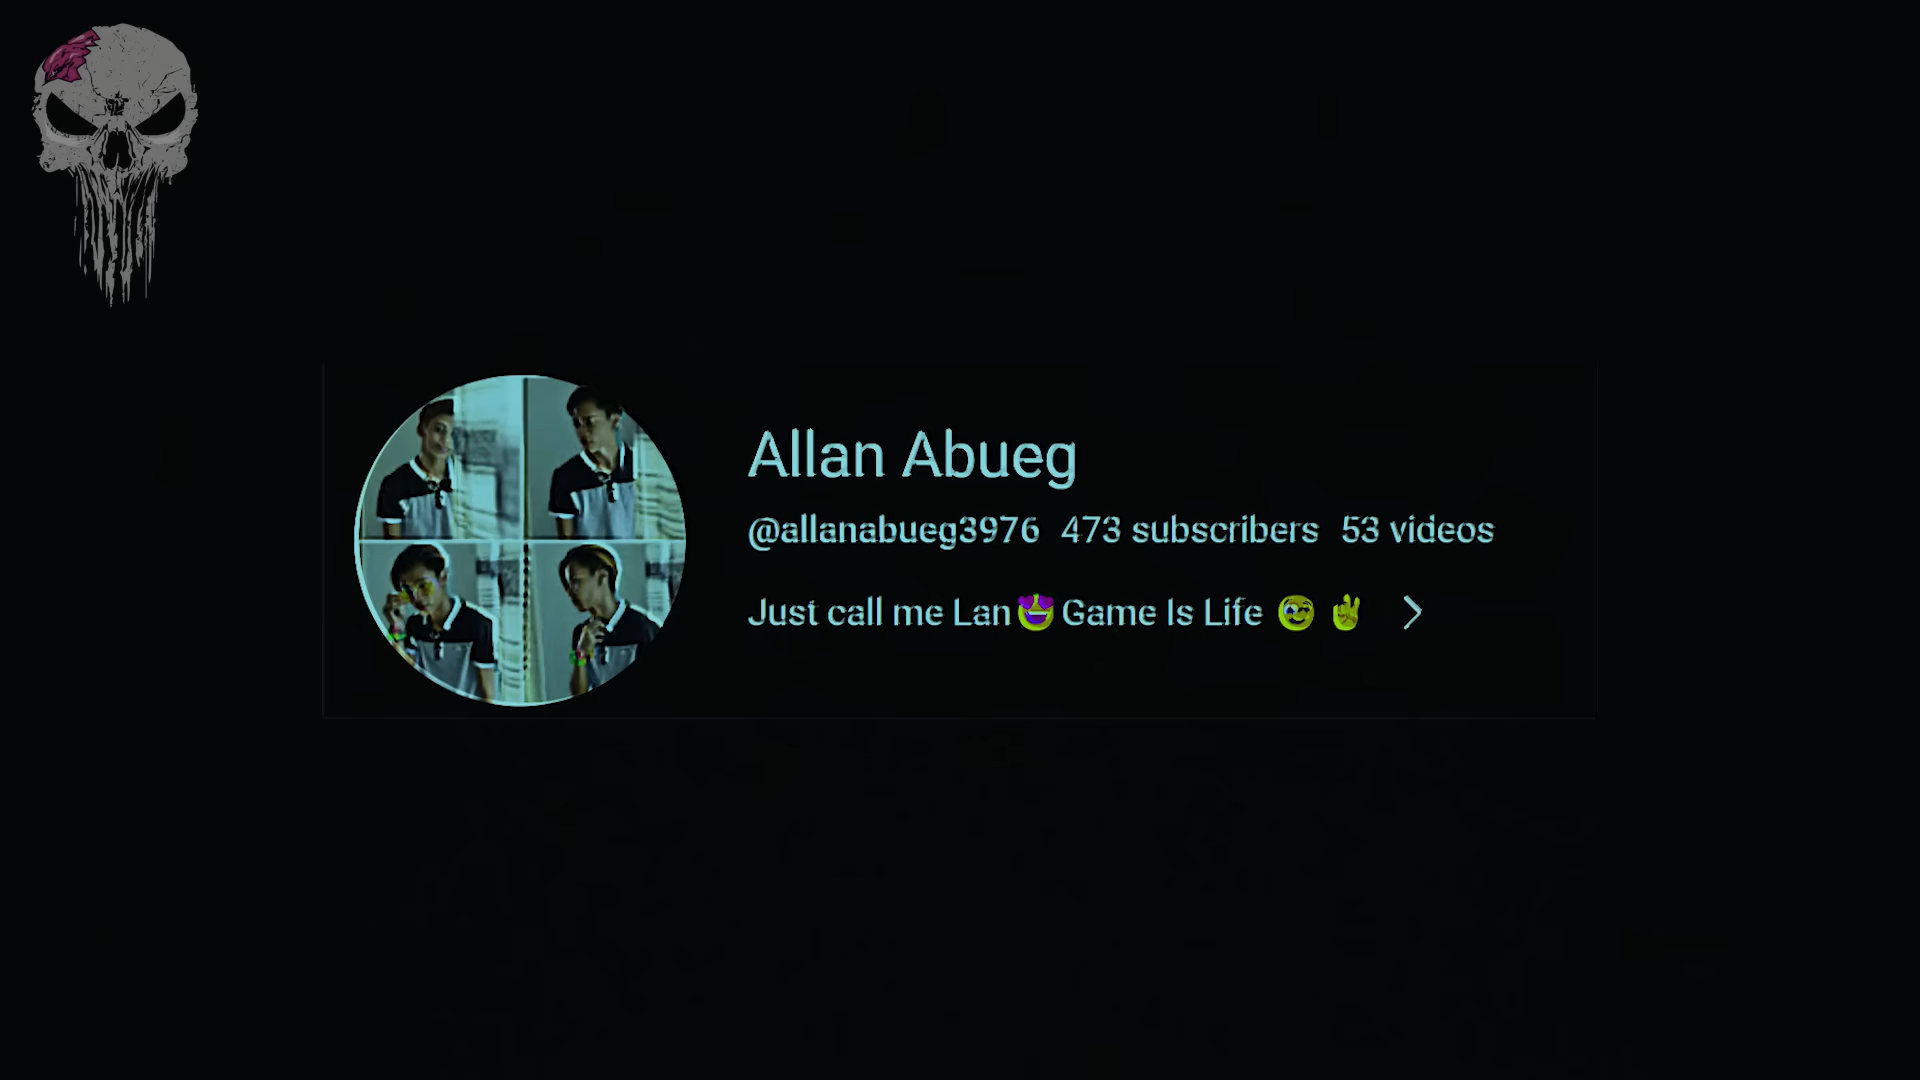 Allan Abueg
@allanabueg3976 473 subscribers 53 videos
Just call me Lan😍Game Is Life 😉 ✌